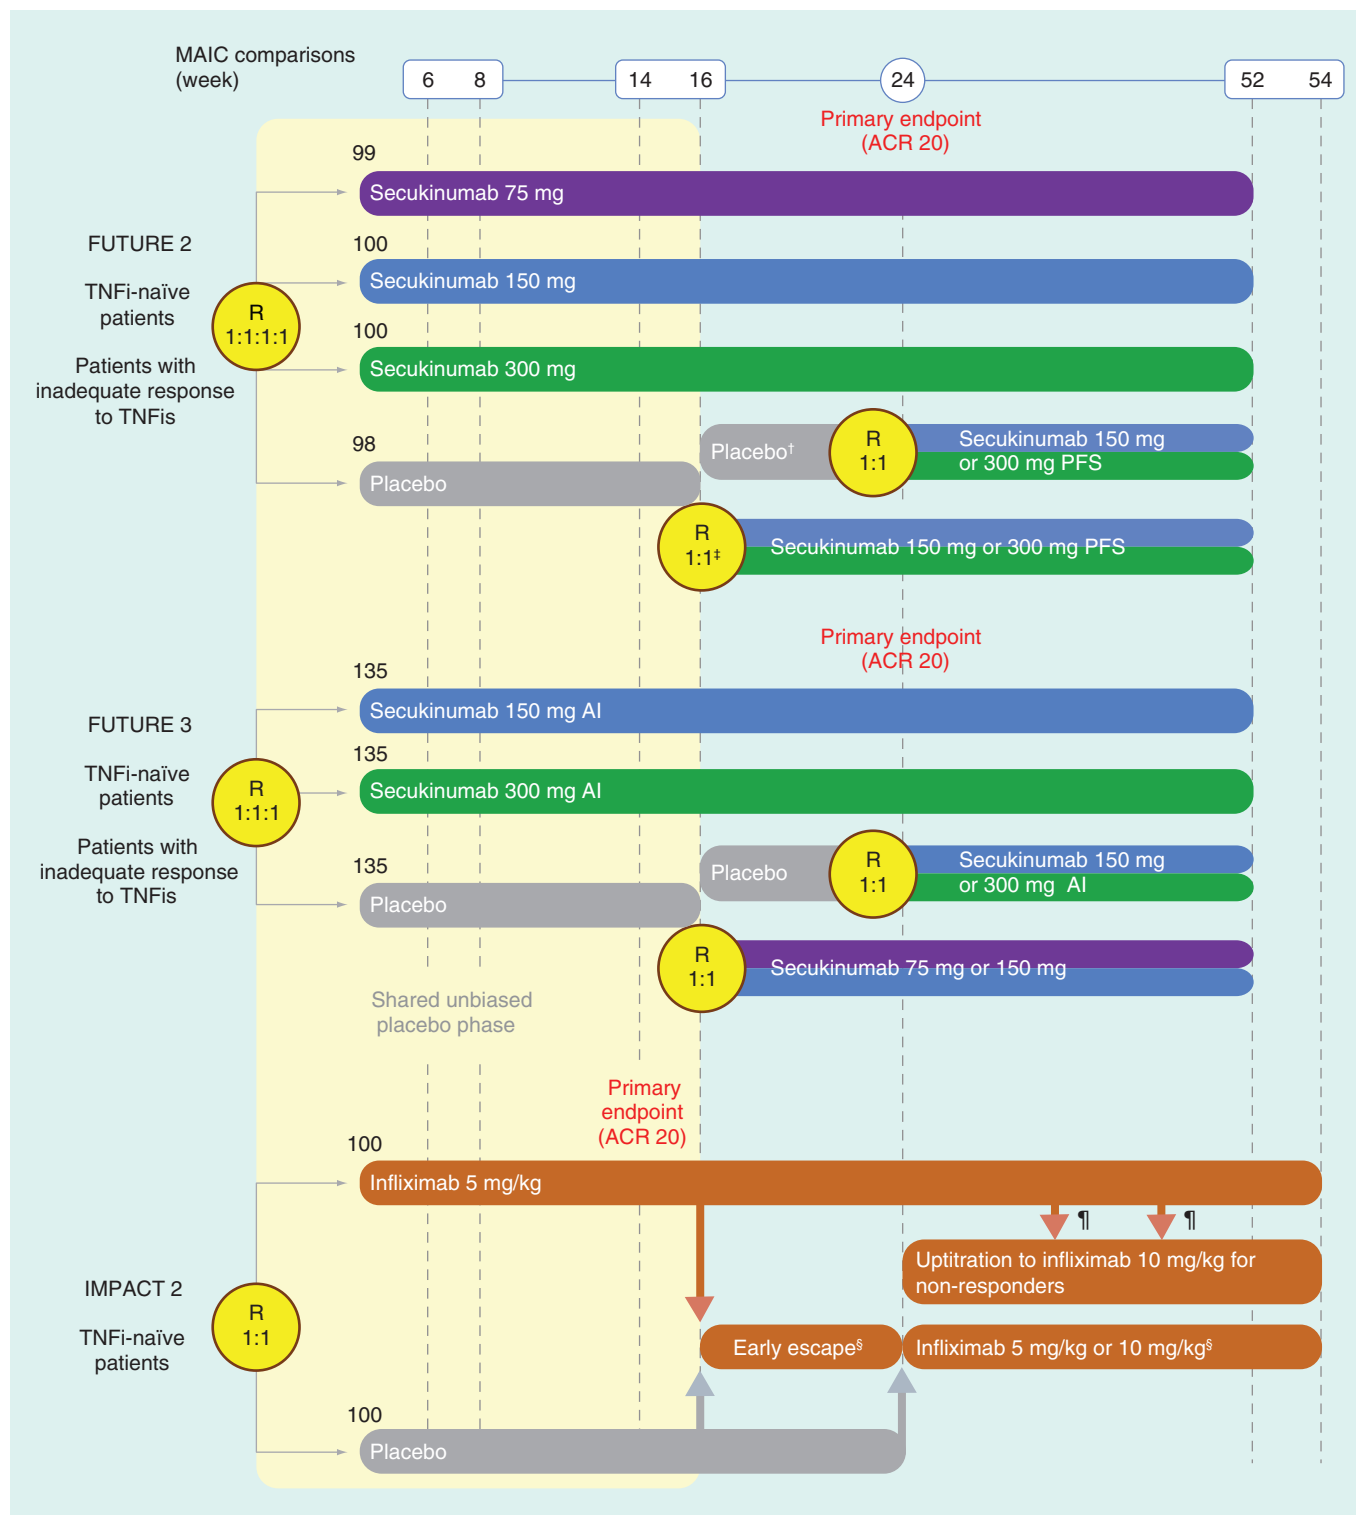 MAIC comparisons
(week)
6 8 14 16 24 52 54
Primary endpoint
(ACR 20)
FUTURE 2
TNFi-naïve
patients
Patients with
inadequate response
to TNFis
R
1:1:1:1
99
Secukinumab 75 mg
100
Secukinumab 150 mg
100
Secukinumab 300 mg
98
Placebo
Placebo†
R
1:1
Secukinumab 150 mg
or 300 mg PFS
R
1:1‡
Secukinumab 150 mg or 300 mg PFS
Primary endpoint
(ACR 20)
FUTURE 3
TNFi-naïve
patients
Patients with
inadequate response
to TNFis
R
1:1:1
135
Secukinumab 150 mg AI
135
Secukinumab 300 mg AI
135
Placebo
Placebo
R
1:1
Secukinumab 150 mg
or 300 mg AI
R
1:1
Secukinumab 75 mg or 150 mg
Shared unbiased
placebo phase
Primary
endpoint
(ACR 20)
IMPACT 2
TNFi-naïve
patients
R
1:1
100
Infliximab 5 mg/kg
¶ ¶
Uptitration to infliximab 10 mg/kg for
non-responders
Early escape§
Infliximab 5 mg/kg or 10 mg/kg§
100
Placebo